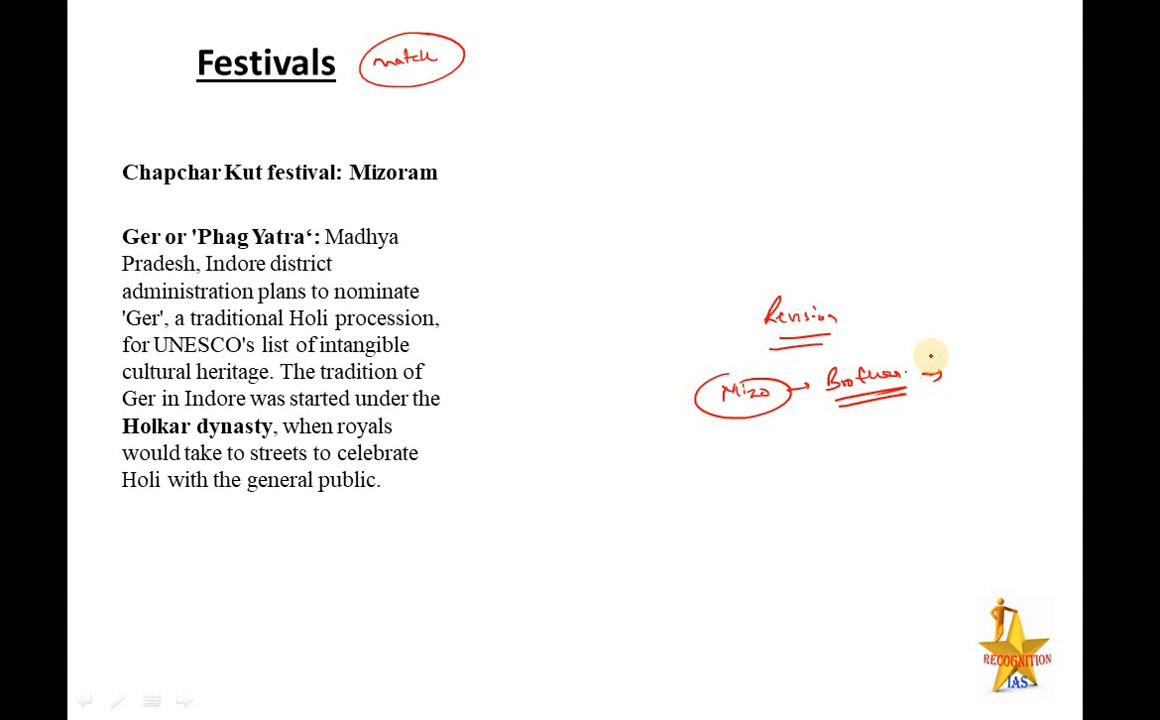 Festivals
match
Chapchar Kut festival: Mizoram
Ger or 'Phag Yatra‘: Madhya
Pradesh, Indore district
administration plans to nominate
'Ger', a traditional Holi procession,
for UNESCO's list of intangible
cultural heritage. The tradition of
Ger in Indore was started under the
Holkar dynasty, when royals
would take to streets to celebrate
Holi with the general public.
Revision
Mizo → Brother →
RECOGNITION
IAS